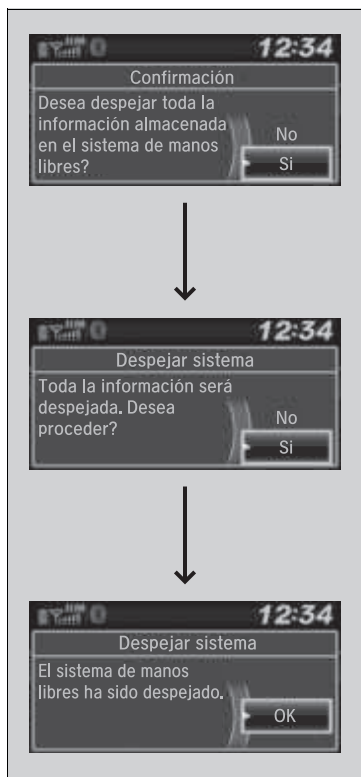 12:34
Confirmación
Desea despejar toda la
información almacenada
en el sistema de manos
libres?
No
Si
12:34
Despejar sistema
Toda la información será
despejada. Desea
proceder?
No
Si
12:34
Despejar sistema
El sistema de manos
libres ha sido despejado.
OK